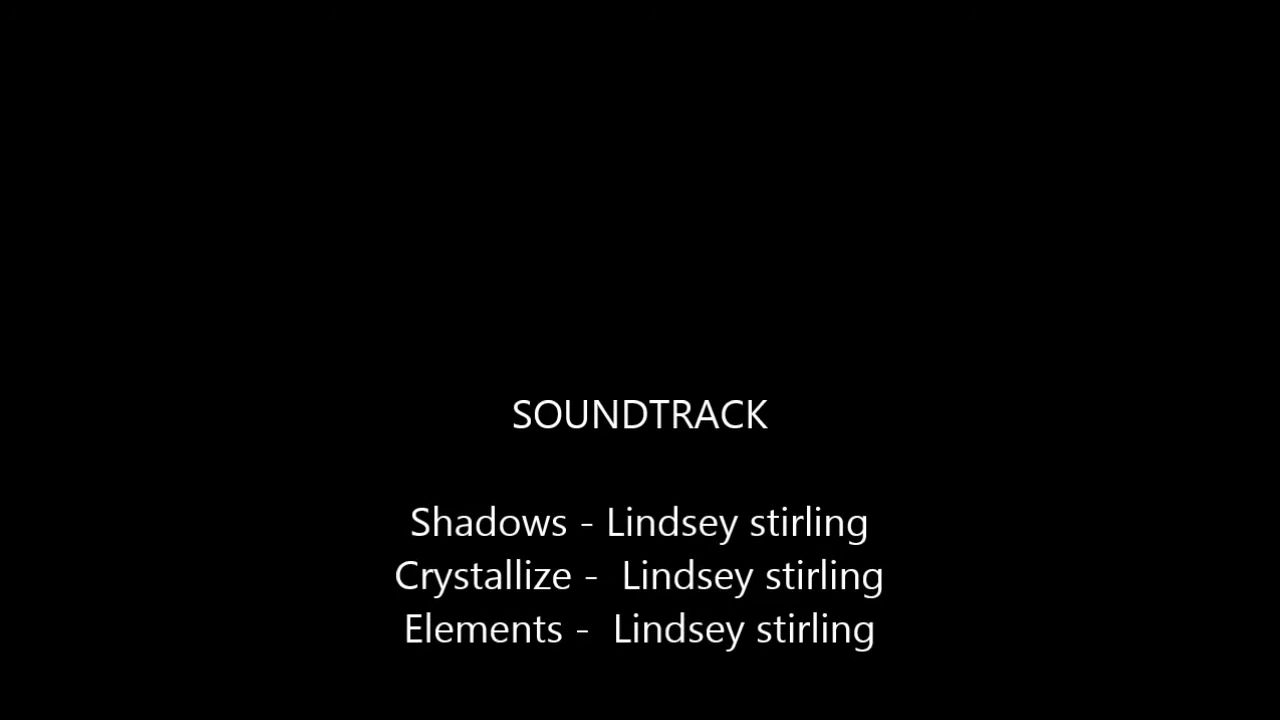 SOUNDTRACK
Shadows - Lindsey stirling
Crystallize -  Lindsey stirling
Elements -  Lindsey stirling